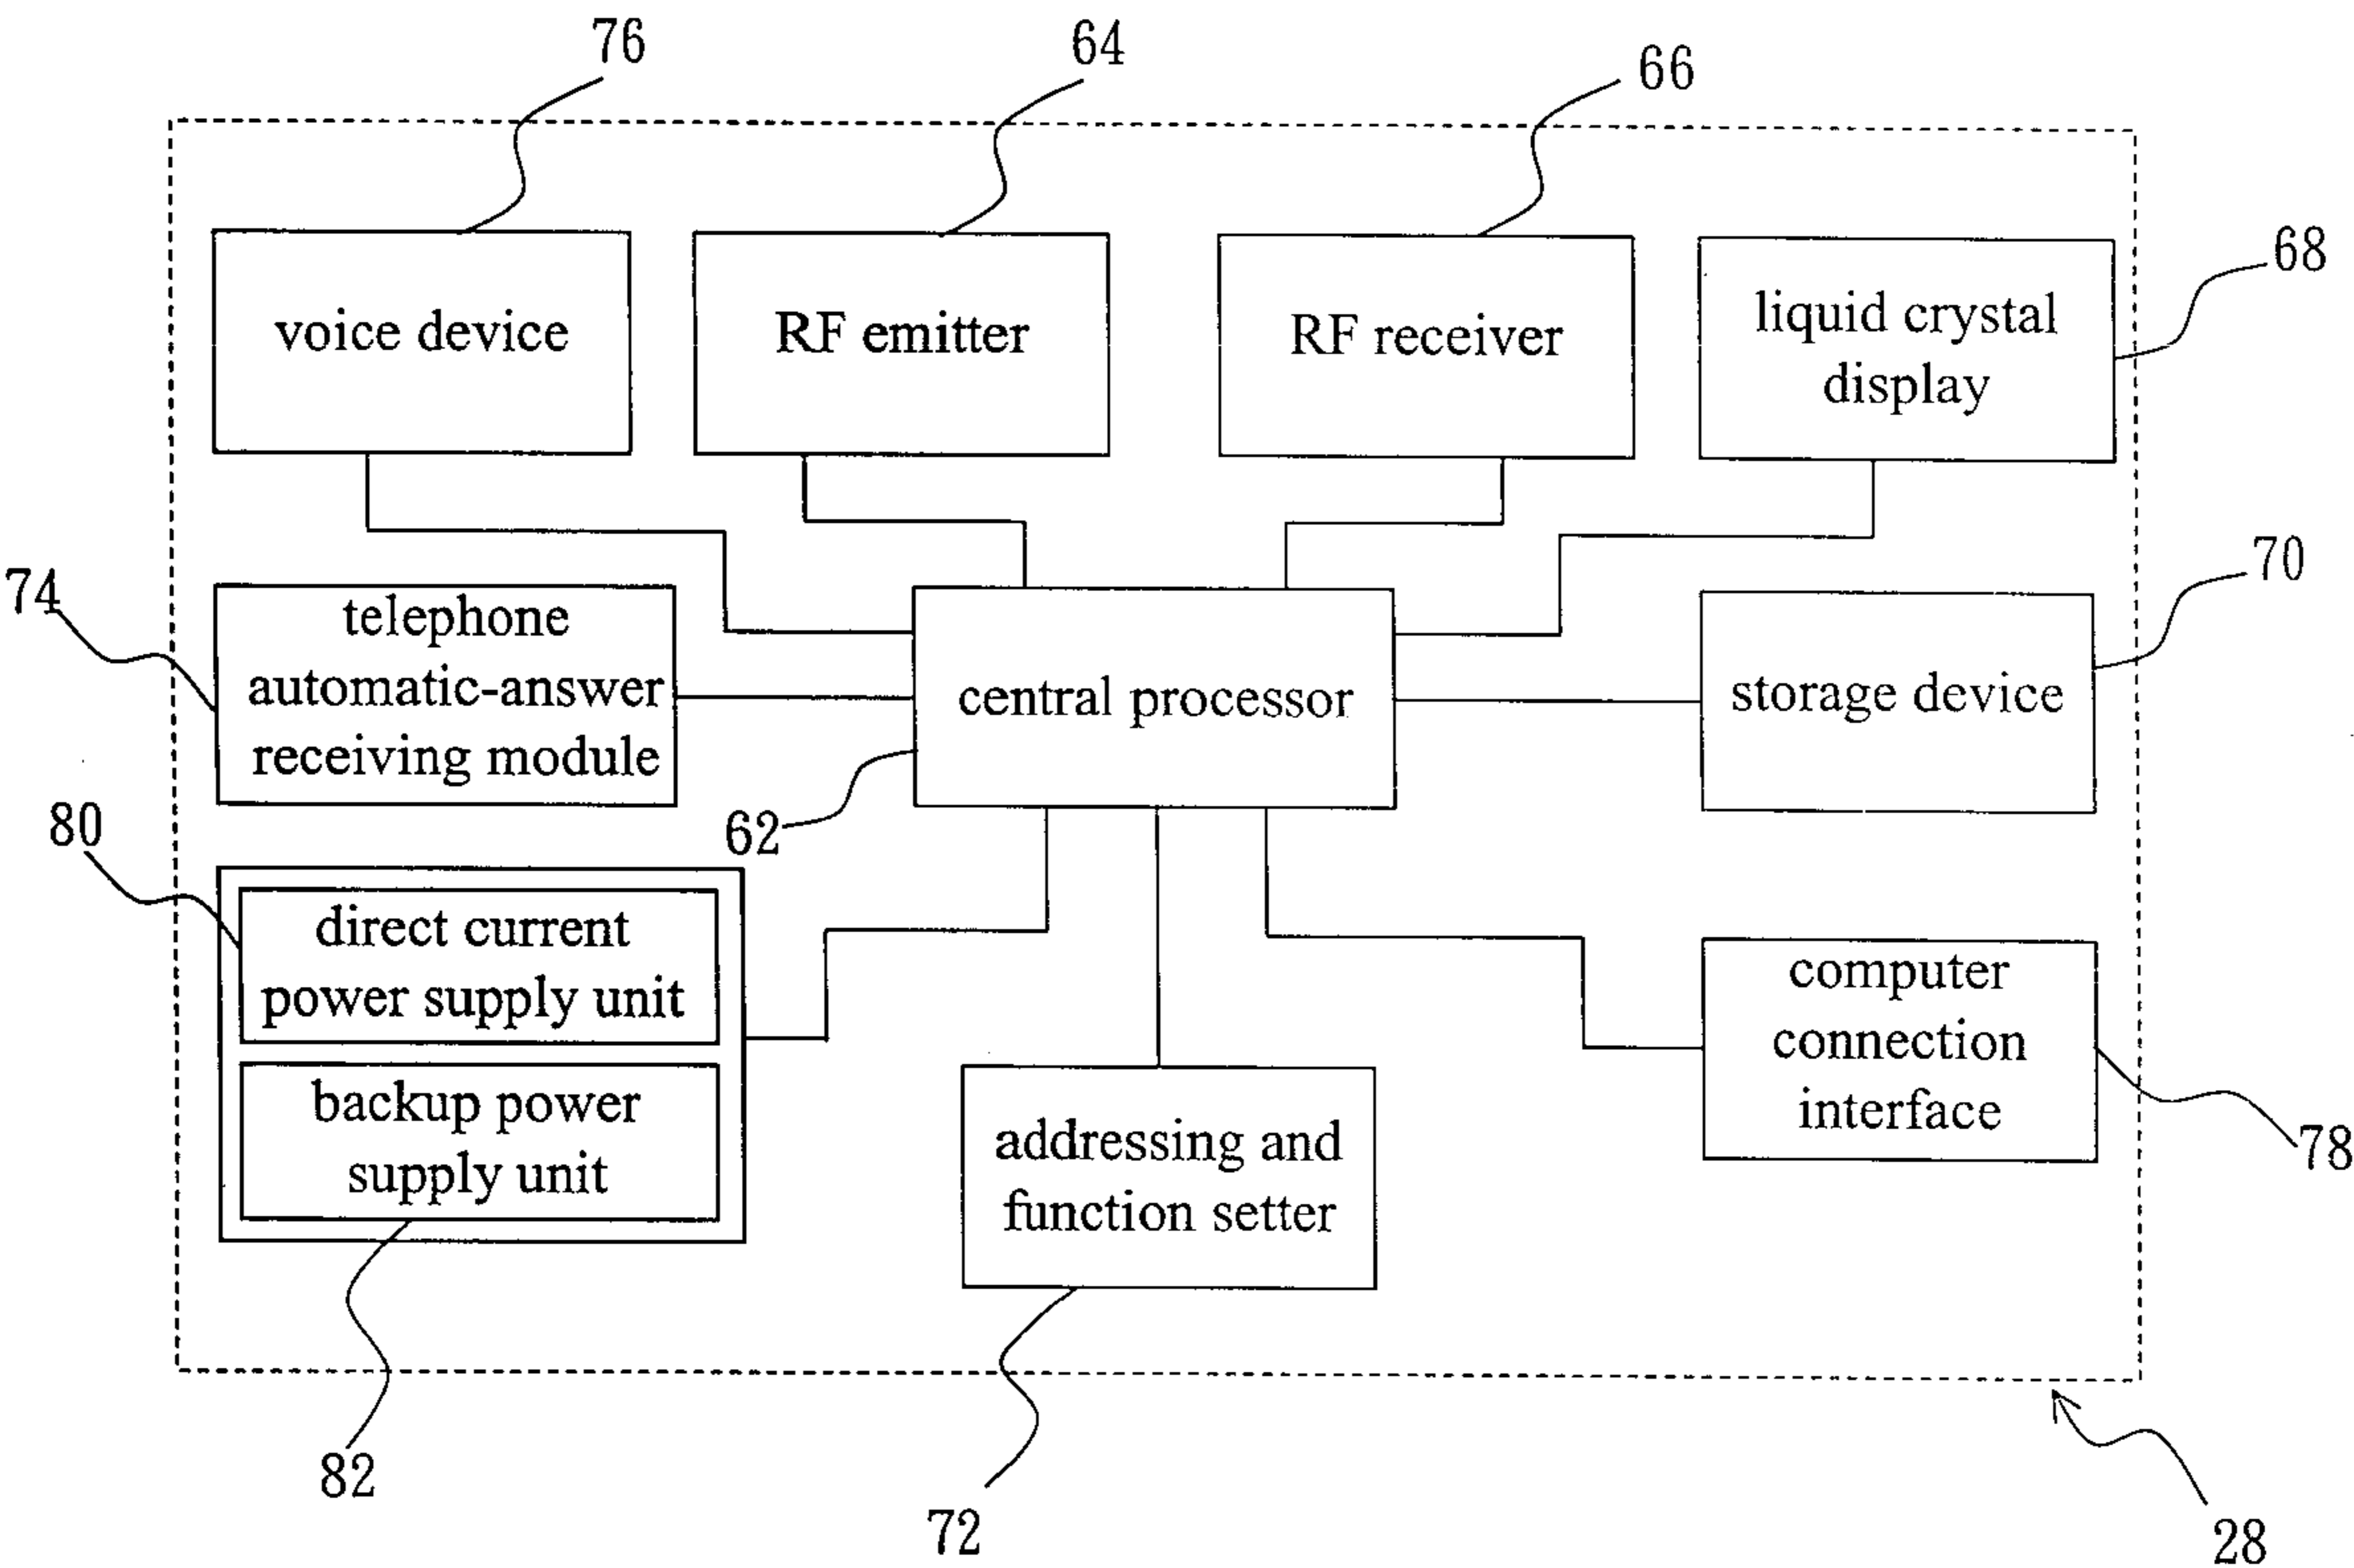 76
64
66
68
voice device
RF emitter
RF receiver
liquid crystal
display
74
telephone
automatic-answer
receiving module
central processor
62
storage device
70
80
direct current
power supply unit
backup power
supply unit
82
addressing and
function setter
72
computer
connection
interface
78
28